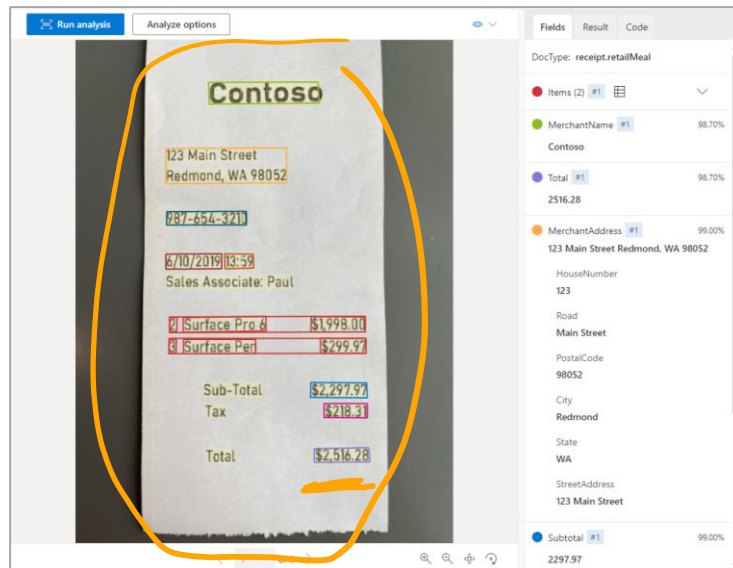 Run analysis
Analyze options
Contoso
123 Main Street
Redmond, WA 98052
987-654-3210
6/10/2019 13:59
Sales Associate: Paul
2 Surface Pro 6 $1,998.00
3 Surface Pen $299.97
Sub-Total $2,297.97
Tax $218.31
Total $2,516.28
Fields Result Code
DocType: receipt.retailMeal
Items (2) #1
MerchantName #1 98.70%
Contoso
Total #1 98.70%
2516.28
MerchantAddress #1 99.00%
123 Main Street Redmond, WA 98052
HouseNumber
123
Road
Main Street
PostalCode
98052
City
Redmond
State
WA
StreetAddress
123 Main Street
Subtotal #1 99.00%
2297.97